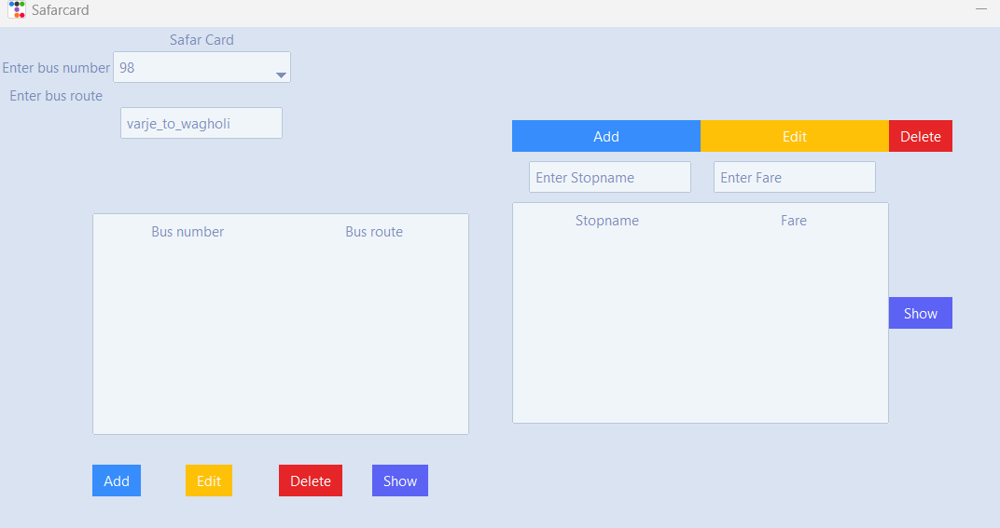 Safarcard
Safar Card
Enter bus number 98
Enter bus route
varje_to_wagholi
Add Edit Delete
Enter Stopname Enter Fare
Stopname Fare
Bus number Bus route
Show
Add Edit Delete Show